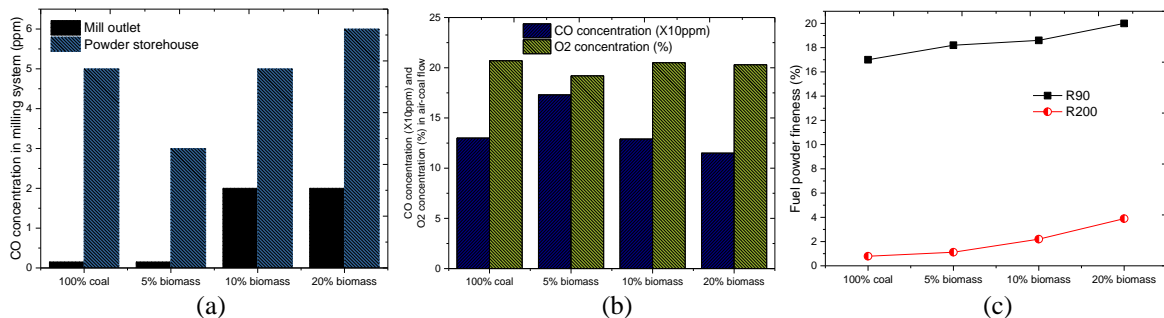 CO concentration in milling system (ppm)
6
5
4
3
2
1
0
Mill outlet
Powder storehouse
100% coal
5% biomass
10% biomass
20% biomass
(a)
CO concentration (X10ppm) and
O2 concentration (%) in air-coal flow
25
20
15
10
5
0
CO concentration (X10ppm)
O2 concentration (%)
100% coal
5% biomass
10% biomass
20% biomass
(b)
Fuel powder fineness (%)
20
18
16
14
12
10
8
6
4
2
0
R90
R200
100% coal
5% biomass
10% biomass
20% biomass
(c)